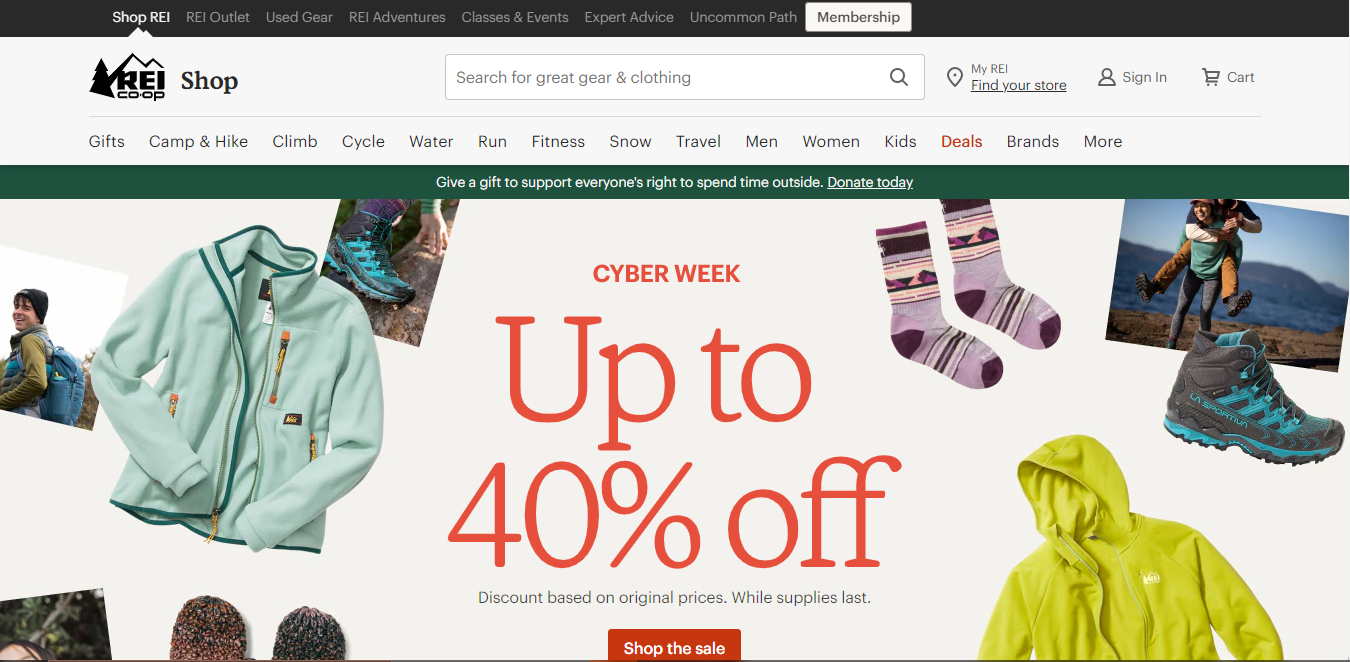 Shop REI REI Outlet Used Gear REI Adventures Classes & Events Expert Advice Uncommon Path Membership
REI
CO·OP
Shop
Search for great gear & clothing
My REI
Find your store
Sign In
Cart
Gifts Camp & Hike Climb Cycle Water Run Fitness Snow Travel Men Women Kids Deals Brands More
Give a gift to support everyone's right to spend time outside. Donate today
CYBER WEEK
Up to
40% off
Discount based on original prices. While supplies last.
Shop the sale
LA SPORTIVA
REI